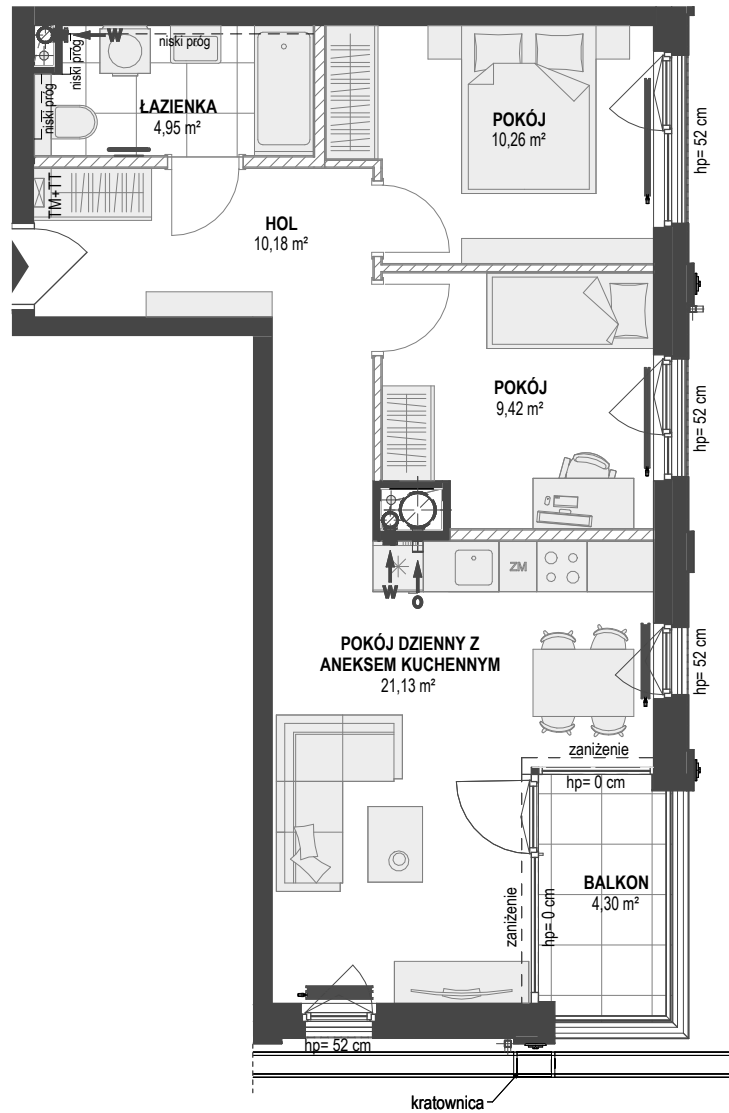 W
niski próg
niski próg
niski próg
ŁAZIENKA
4,95 m²
POKÓJ
10,26 m²
hp= 52 cm
TM+TT
HOL
10,18 m²
POKÓJ
9,42 m²
hp= 52 cm
ZM
W
O
POKÓJ DZIENNY Z
ANEKSEM KUCHENNYM
21,13 m²
hp= 52 cm
zaniżenie
hp= 0 cm
BALKON
4,30 m²
zaniżenie
hp= 0 cm
hp= 52 cm
kratownica